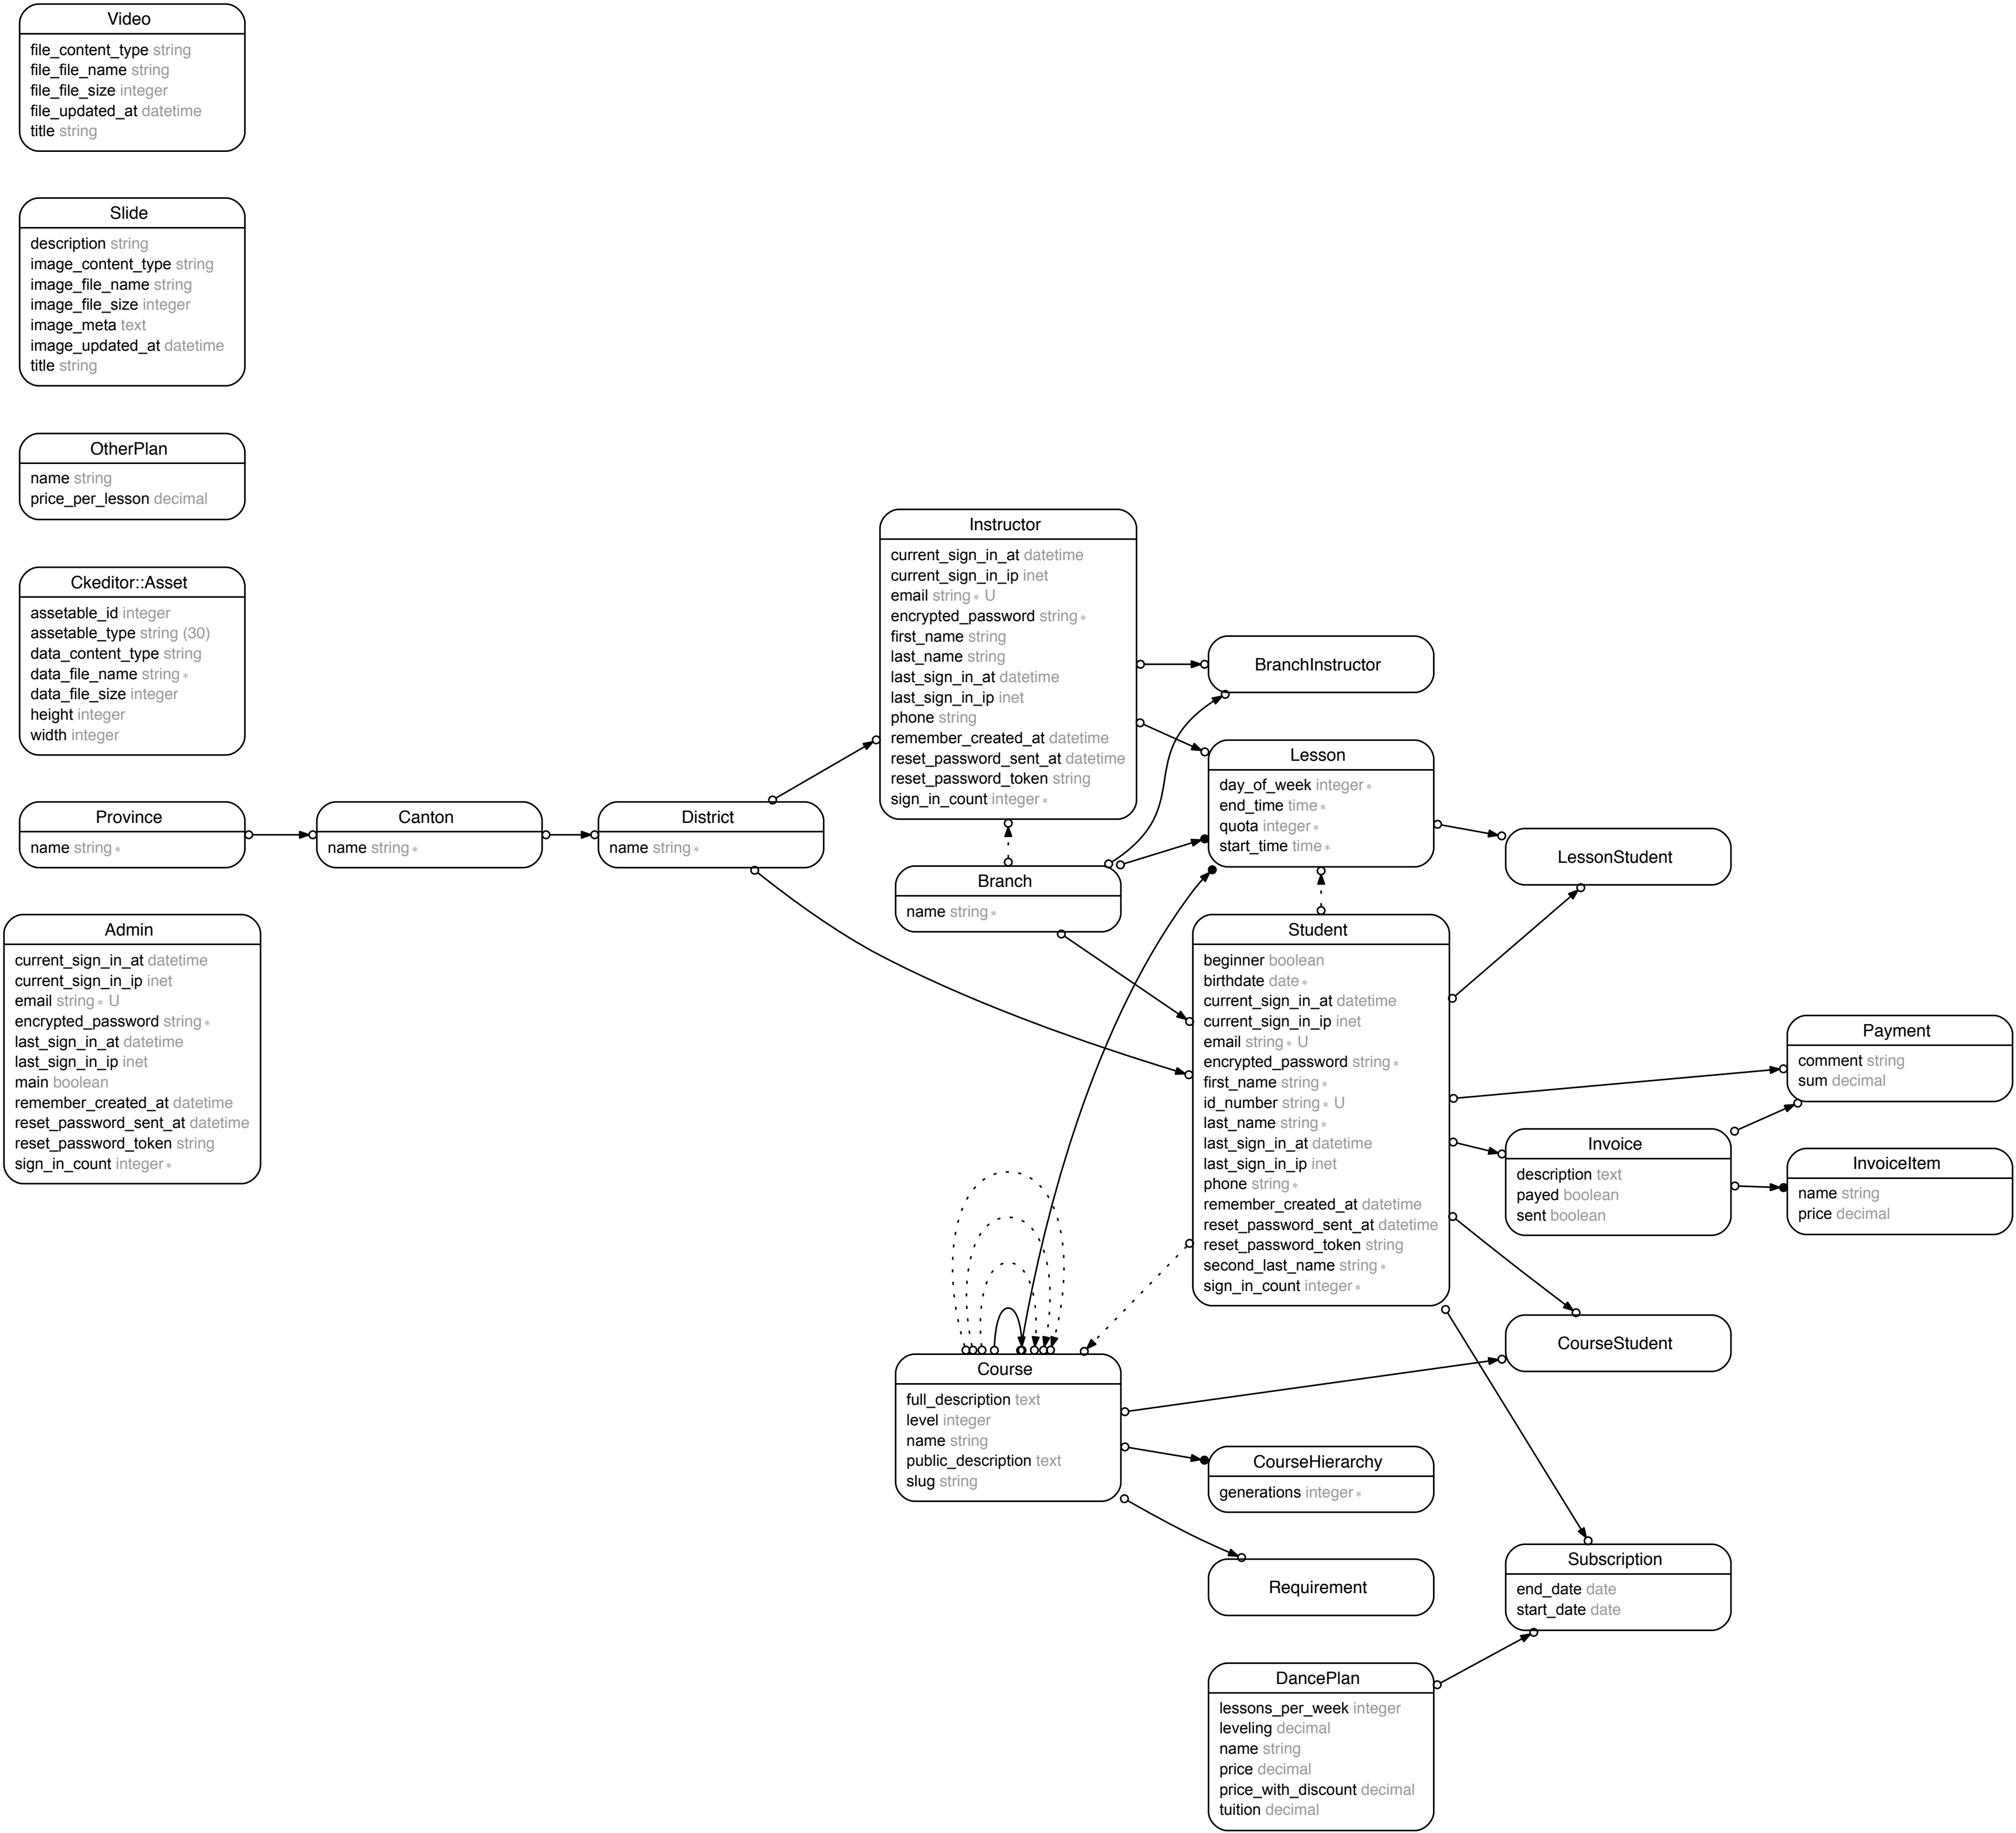 Video
file_content_type string
file_file_name string
file_file_size integer
file_updated_at datetime
title string
Slide
description string
image_content_type string
image_file_name string
image_file_size integer
image_meta text
image_updated_at datetime
title string
OtherPlan
name string
price_per_lesson decimal
Ckeditor::Asset
assetable_id integer
assetable_type string (30)
data_content_type string
data_file_name string ∗
data_file_size integer
height integer
width integer
Province
name string ∗
Canton
name string ∗
District
name string ∗
Admin
current_sign_in_at datetime
current_sign_in_ip inet
email string ∗ U
encrypted_password string ∗
last_sign_in_at datetime
last_sign_in_ip inet
main boolean
remember_created_at datetime
reset_password_sent_at datetime
reset_password_token string
sign_in_count integer ∗
Instructor
current_sign_in_at datetime
current_sign_in_ip inet
email string ∗ U
encrypted_password string ∗
first_name string
last_name string
last_sign_in_at datetime
last_sign_in_ip inet
phone string
remember_created_at datetime
reset_password_sent_at datetime
reset_password_token string
sign_in_count integer ∗
Branch
name string ∗
BranchInstructor
Lesson
day_of_week integer ∗
end_time time ∗
quota integer ∗
start_time time ∗
LessonStudent
Student
beginner boolean
birthdate date ∗
current_sign_in_at datetime
current_sign_in_ip inet
email string ∗ U
encrypted_password string ∗
first_name string ∗
id_number string ∗ U
last_name string ∗
last_sign_in_at datetime
last_sign_in_ip inet
phone string ∗
remember_created_at datetime
reset_password_sent_at datetime
reset_password_token string
second_last_name string ∗
sign_in_count integer ∗
Payment
comment string
sum decimal
Invoice
description text
payed boolean
sent boolean
InvoiceItem
name string
price decimal
CourseStudent
Course
full_description text
level integer
name string
public_description text
slug string
CourseHierarchy
generations integer ∗
Requirement
Subscription
end_date date
start_date date
DancePlan
lessons_per_week integer
leveling decimal
name string
price decimal
price_with_discount decimal
tuition decimal